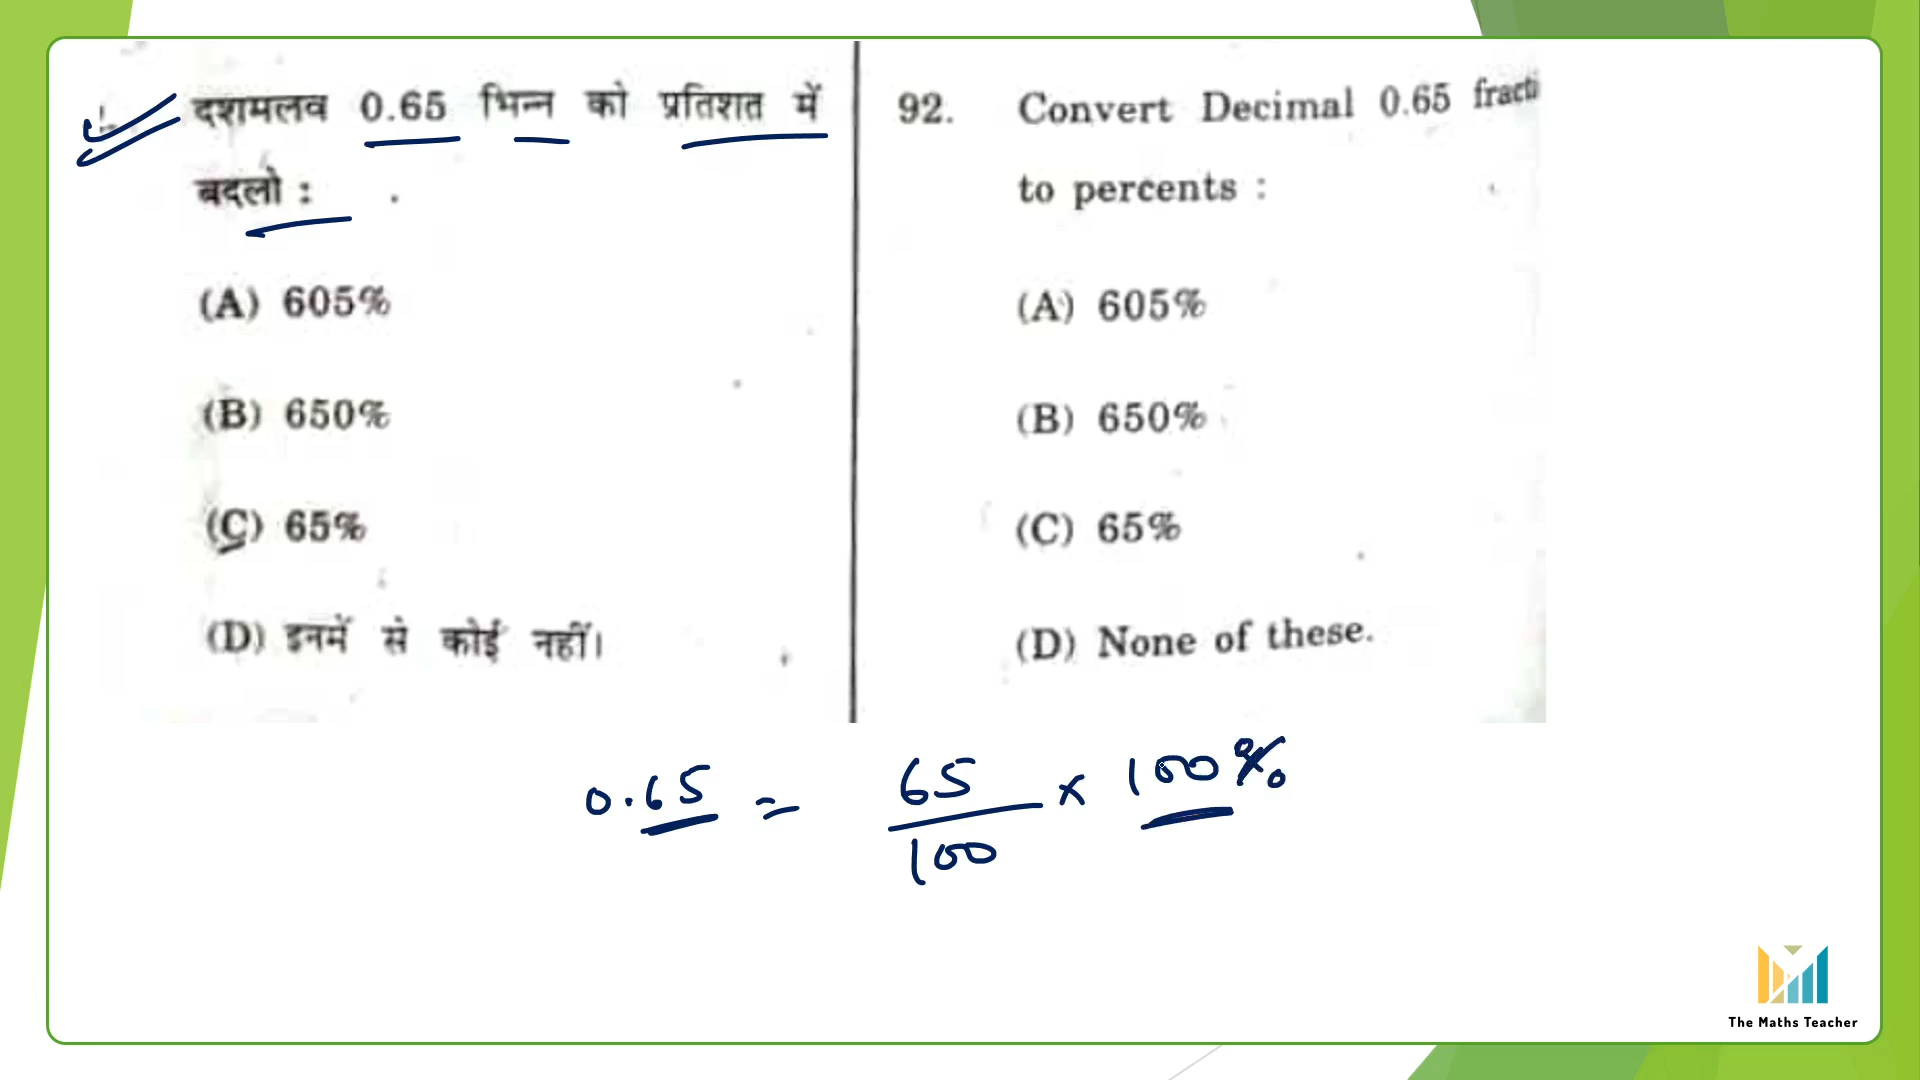 दशमलव 0.65 भिन्न को प्रतिशत में
बदलो :
(A) 605%
(B) 650%
(C) 65%
(D) इनमें से कोई नहीं।
92. Convert Decimal 0.65 fracti
to percents :
(A) 605%
(B) 650%
(C) 65%
(D) None of these.
0.65 = 65/100 × 100%
The Maths Teacher